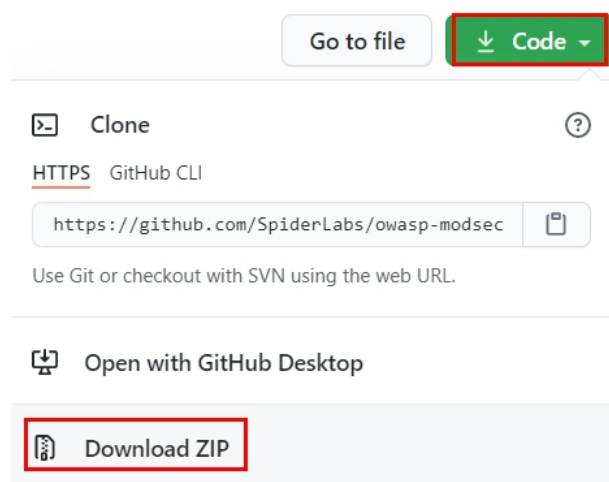 Go to file
Code
Clone
HTTPS GitHub CLI
https://github.com/SpiderLabs/owasp-modsec
Use Git or checkout with SVN using the web URL.
Open with GitHub Desktop
Download ZIP